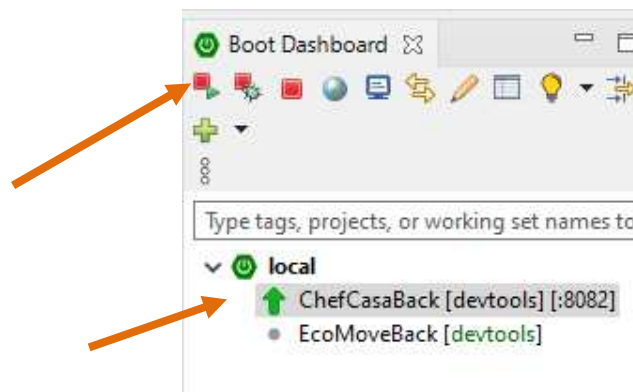 Boot Dashboard
Type tags, projects, or working set names to
local
ChefCasaBack [devtools] [:8082]
EcoMoveBack [devtools]